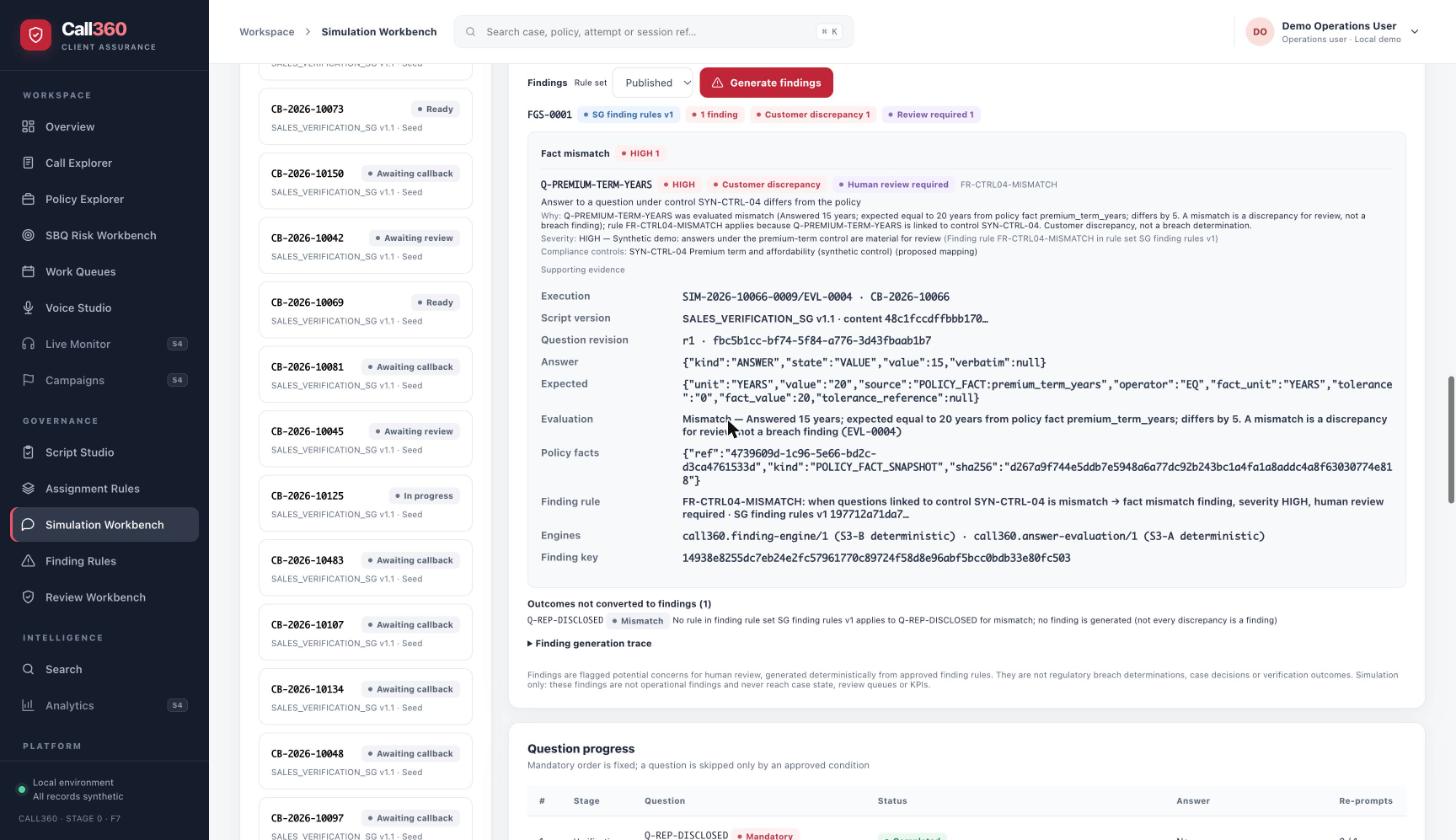 Call360
CLIENT ASSURANCE
WORKSPACE
Overview
Call Explorer
Policy Explorer
SBQ Risk Workbench
Work Queues
Voice Studio
Live Monitor S4
Campaigns S4
GOVERNANCE
Script Studio
Assignment Rules
Simulation Workbench
Finding Rules
Review Workbench
INTELLIGENCE
Search
Analytics S4
PLATFORM
Local environment
All records synthetic
CALL360 · STAGE 0 · F7
Workspace > Simulation Workbench
Search case, policy, attempt or session ref... ⌘ K
DO
Demo Operations User
Operations user · Local demo
SALES_VERIFICATION_SG v1.1 · Seed
CB-2026-10073 Ready
SALES_VERIFICATION_SG v1.1 · Seed
CB-2026-10150 Awaiting callback
SALES_VERIFICATION_SG v1.1 · Seed
CB-2026-10042 Awaiting review
SALES_VERIFICATION_SG v1.1 · Seed
CB-2026-10069 Ready
SALES_VERIFICATION_SG v1.1 · Seed
CB-2026-10081 Awaiting callback
SALES_VERIFICATION_SG v1.1 · Seed
CB-2026-10045 Awaiting review
SALES_VERIFICATION_SG v1.1 · Seed
CB-2026-10125 In progress
SALES_VERIFICATION_SG v1.1 · Seed
CB-2026-10483 Awaiting callback
SALES_VERIFICATION_SG v1.1 · Seed
CB-2026-10107 Awaiting callback
SALES_VERIFICATION_SG v1.1 · Seed
CB-2026-10134 Awaiting callback
SALES_VERIFICATION_SG v1.1 · Seed
CB-2026-10048 Awaiting callback
SALES_VERIFICATION_SG v1.1 · Seed
CB-2026-10097 Awaiting callback
SALES_VERIFICATION_SG v1.1 · Seed
Findings Rule set Published Generate findings
FGS-0001 SG finding rules v1 1 finding Customer discrepancy 1 Review required 1
Fact mismatch HIGH 1
Q-PREMIUM-TERM-YEARS HIGH Customer discrepancy Human review required FR-CTRL04-MISMATCH
Answer to a question under control SYN-CTRL-04 differs from the policy
Why: Q-PREMIUM-TERM-YEARS was evaluated mismatch (Answered 15 years; expected equal to 20 years from policy fact premium_term_years; differs by 5. A mismatch is a discrepancy for review, not a
breach finding); rule FR-CTRL04-MISMATCH applies because Q-PREMIUM-TERM-YEARS is linked to control SYN-CTRL-04. Customer discrepancy, not a breach determination.
Severity: HIGH — Synthetic demo: answers under the premium-term control are material for review (Finding rule FR-CTRL04-MISMATCH in rule set SG finding rules v1)
Compliance controls: SYN-CTRL-04 Premium term and affordability (synthetic control) (proposed mapping)
Supporting evidence
Execution SIM-2026-10066-0009/EVL-0004 · CB-2026-10066
Script version SALES_VERIFICATION_SG v1.1 · content 48c1fccdffbbb170…
Question revision r1 · fbc5b1cc-bf74-5f84-a776-3d43fbaab1b7
Answer {"kind":"ANSWER","state":"VALUE","value":15,"verbatim":null}
Expected {"unit":"YEARS","value":"20","source":"POLICY_FACT:premium_term_years","operator":"EQ","fact_unit":"YEARS","tolerance
":"0","fact_value":20,"tolerance_reference":null}
Evaluation Mismatch — Answered 15 years; expected equal to 20 years from policy fact premium_term_years; differs by 5. A mismatch is a discrepancy
for review, not a breach finding (EVL-0004)
Policy facts {"ref":"4739609d-1c96-5e66-bd2c-
d3ca4761533d","kind":"POLICY_FACT_SNAPSHOT","sha256":"d267a9f744e5ddb7e5948a6a77dc92b243bc1a4fa1a8addc4a8f63030774e81
8"}
Finding rule FR-CTRL04-MISMATCH: when questions linked to control SYN-CTRL-04 is mismatch → fact mismatch finding, severity HIGH, human review
required · SG finding rules v1 197712a71da7…
Engines call360.finding-engine/1 (S3-B deterministic) · call360.answer-evaluation/1 (S3-A deterministic)
Finding key 14938e8255dc7eb24e2fc57961770c89724f58d8e96abf5bcc0bdb33e80fc503
Outcomes not converted to findings (1)
Q-REP-DISCLOSED Mismatch No rule in finding rule set SG finding rules v1 applies to Q-REP-DISCLOSED for mismatch; no finding is generated (not every discrepancy is a finding)
Finding generation trace
Findings are flagged potential concerns for human review, generated deterministically from approved finding rules. They are not regulatory breach determinations, case decisions or verification outcomes. Simulation
only: these findings are not operational findings and never reach case state, review queues or KPIs.
Question progress
Mandatory order is fixed; a question is skipped only by an approved condition
# Stage Question Status Answer Re-prompts
Q-REP-DISCLOSED Mandatory